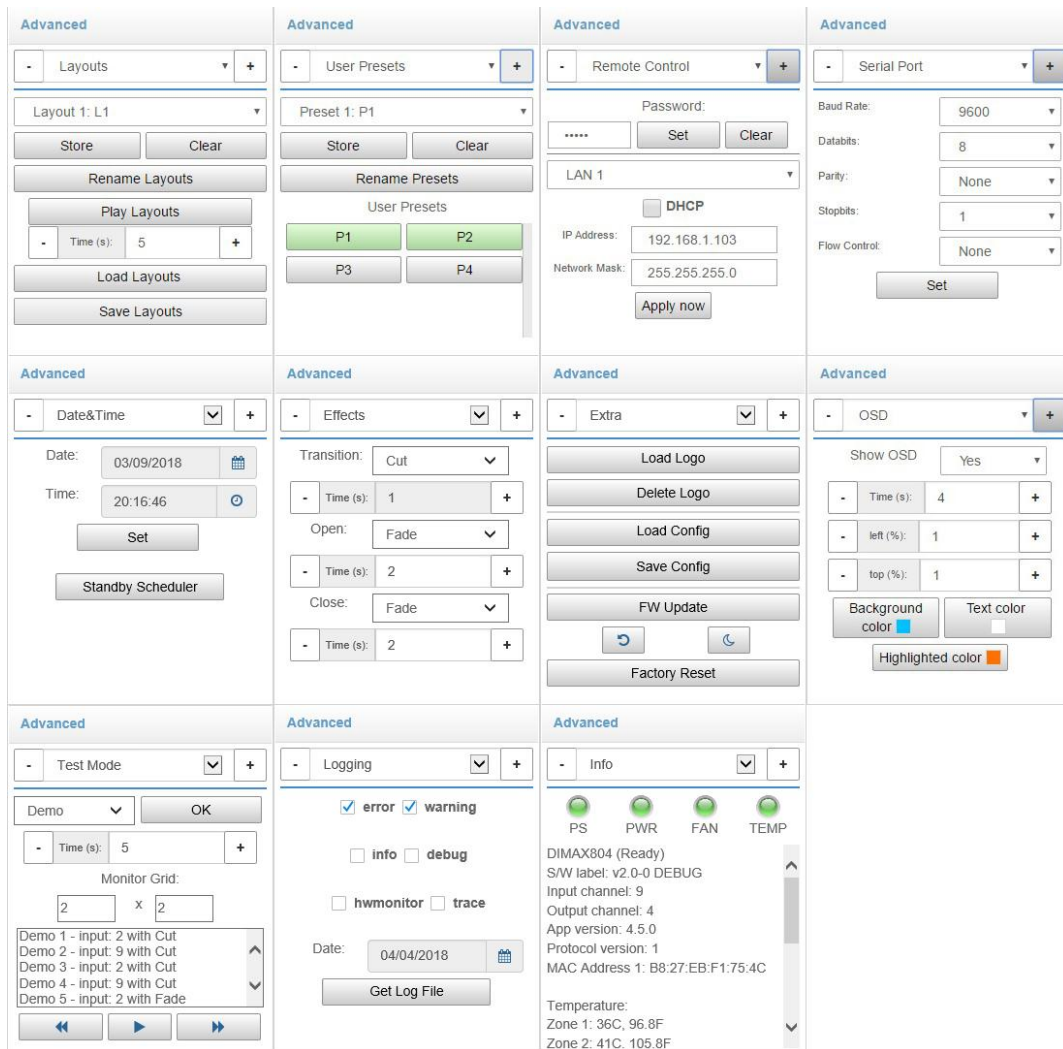 Advanced
- Layouts +
Layout 1: L1
Store Clear
Rename Layouts
Play Layouts
- Time (s): 5 +
Load Layouts
Save Layouts
Advanced
- User Presets +
Preset 1: P1
Store Clear
Rename Presets
User Presets
P1 P2
P3 P4
Advanced
- Remote Control +
Password:
••••• Set Clear
LAN 1
DHCP
IP Address: 192.168.1.103
Network Mask: 255.255.255.0
Apply now
Advanced
- Serial Port +
Baud Rate: 9600
Databits: 8
Parity: None
Stopbits: 1
Flow Control: None
Set
Advanced
- Date&Time +
Date: 03/09/2018
Time: 20:16:46
Set
Standby Scheduler
Advanced
- Effects +
Transition: Cut
- Time (s): 1 +
Open: Fade
- Time (s): 2 +
Close: Fade
- Time (s): 2 +
Advanced
- Extra +
Load Logo
Delete Logo
Load Config
Save Config
FW Update
Factory Reset
Advanced
- OSD +
Show OSD Yes
- Time (s): 4 +
- left (%): 1 +
- top (%): 1 +
Background color Text color
Highlighted color
Advanced
- Test Mode +
Demo OK
- Time (s): 5 +
Monitor Grid:
2 x 2
Demo 1 - input: 2 with Cut
Demo 2 - input: 9 with Cut
Demo 3 - input: 2 with Cut
Demo 4 - input: 9 with Cut
Demo 5 - input: 2 with Fade
Advanced
- Logging +
error warning
info debug
hwmonitor trace
Date: 04/04/2018
Get Log File
Advanced
- Info +
PS PWR FAN TEMP
DIMAX804 (Ready)
S/W label: v2.0-0 DEBUG
Input channel: 9
Output channel: 4
App version: 4.5.0
Protocol version: 1
MAC Address 1: B8:27:EB:F1:75:4C
Temperature:
Zone 1: 36C, 96.8F
Zone 2: 41C, 105.8F